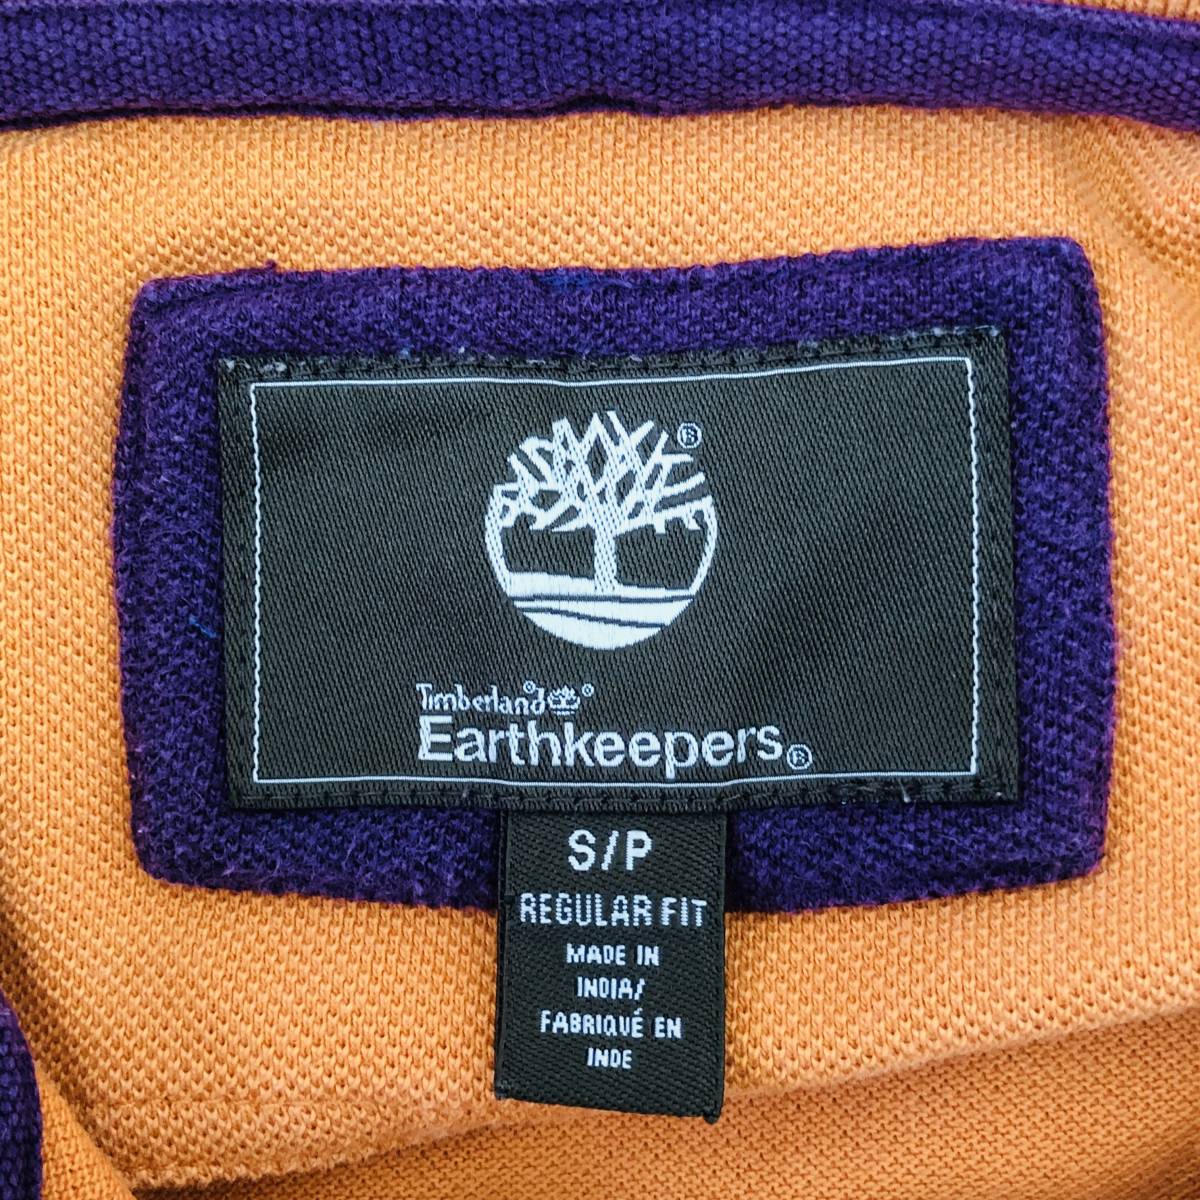 ®
Timberland®
Earthkeepers®
S/P
REGULAR FIT
MADE IN
INDIA/
FABRIQUÉ EN
INDE